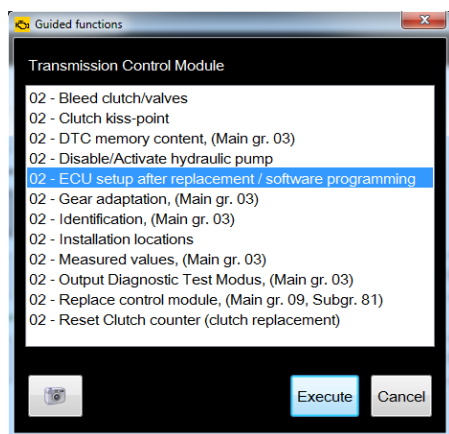 Guided functions
Transmission Control Module
02 - Bleed clutch/valves
02 - Clutch kiss-point
02 - DTC memory content, (Main gr. 03)
02 - Disable/Activate hydraulic pump
02 - ECU setup after replacement / software programming
02 - Gear adaptation, (Main gr. 03)
02 - Identification, (Main gr. 03)
02 - Installation locations
02 - Measured values, (Main gr. 03)
02 - Output Diagnostic Test Modus, (Main gr. 03)
02 - Replace control module, (Main gr. 09, Subgr. 81)
02 - Reset Clutch counter (clutch replacement)
Execute Cancel